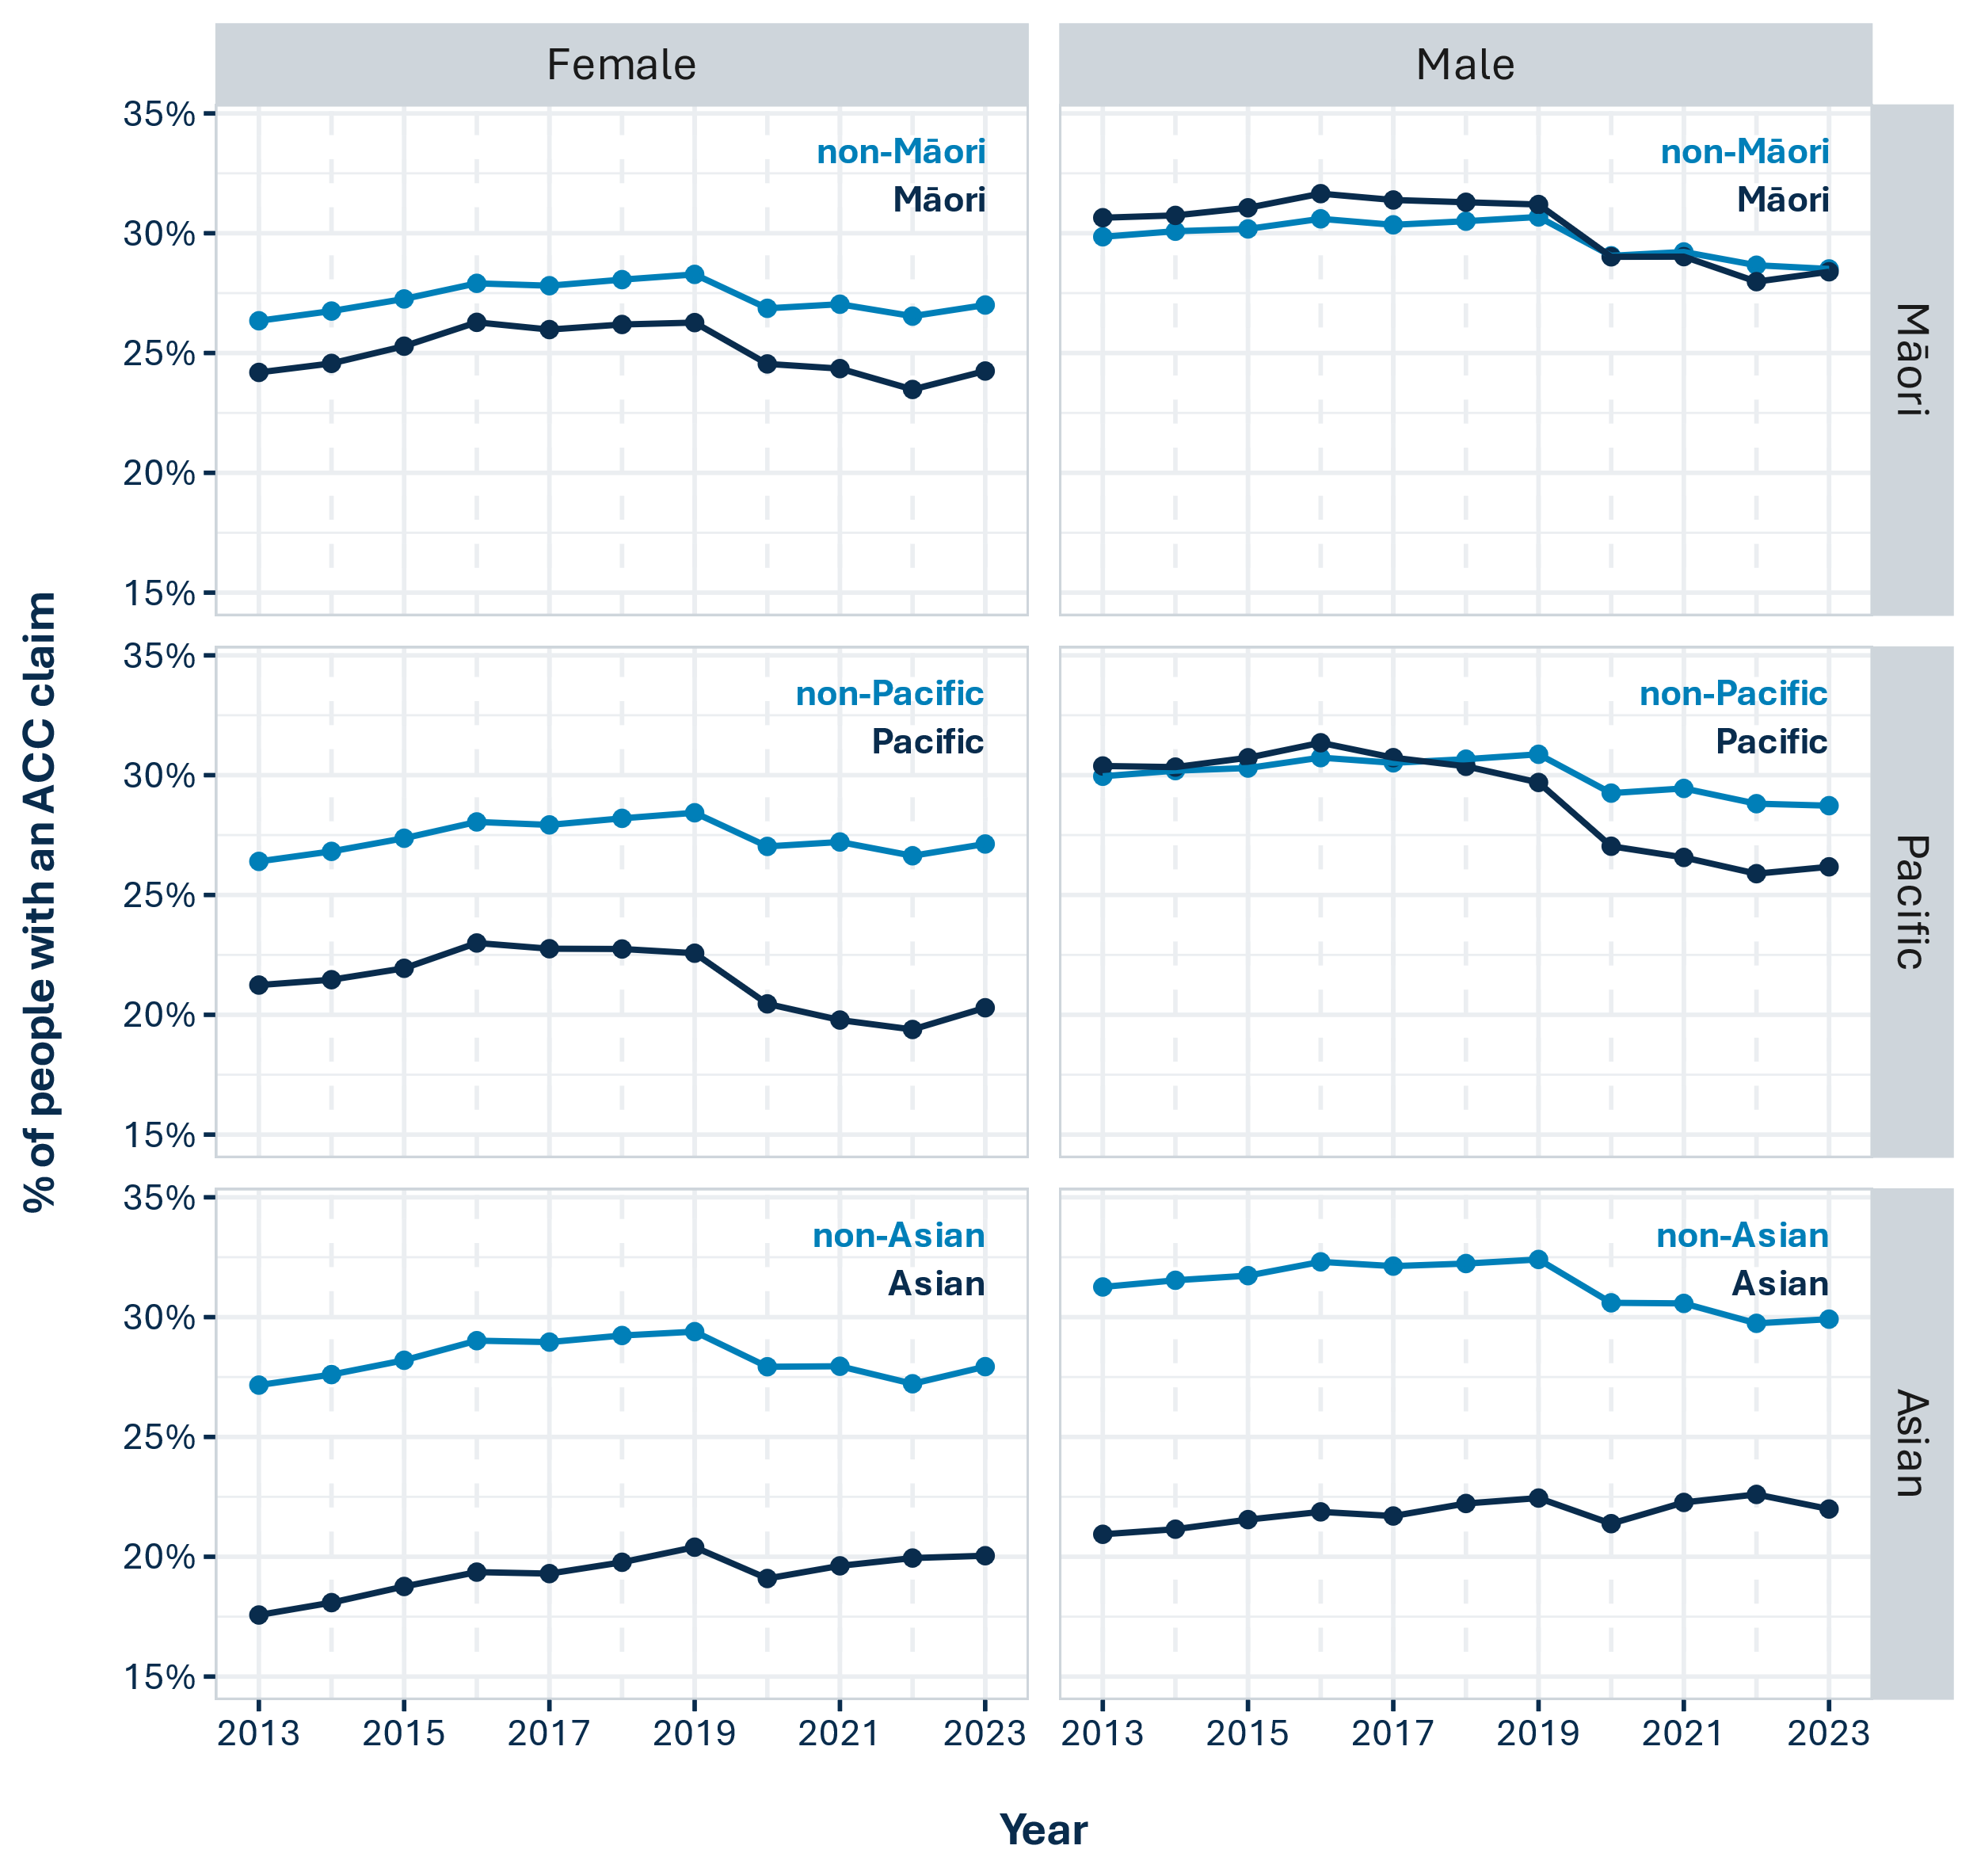 Female
Male
35%
30%
25%
20%
15%
non-Māori
Māori
non-Māori
Māori
Māori
35%
30%
25%
20%
15%
non-Pacific
Pacific
non-Pacific
Pacific
Pacific
35%
30%
25%
20%
15%
non-Asian
Asian
non-Asian
Asian
Asian
2013 2015 2017 2019 2021 2023
2013 2015 2017 2019 2021 2023
% of people with an ACC claim
Year